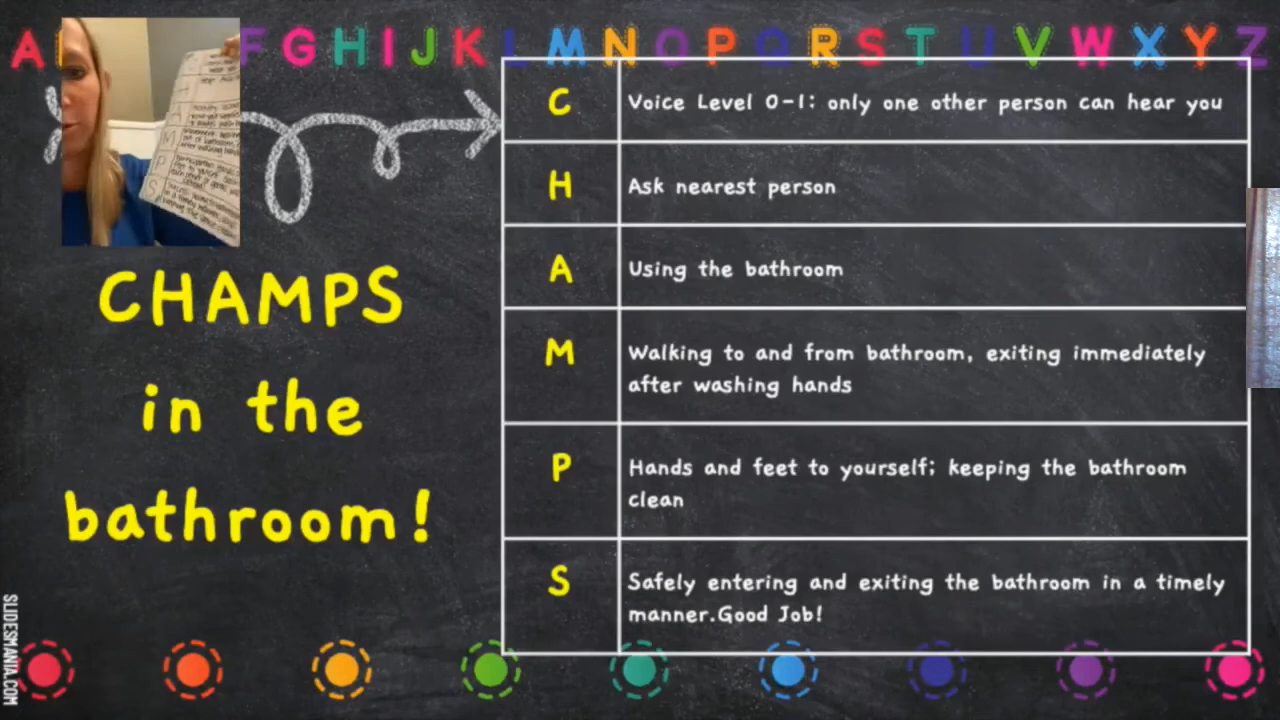 A F G H I J K L M N O P Q R S T U V W X Y Z
CHAMPS
in the
bathroom!
C Voice Level 0-1: only one other person can hear you
H Ask nearest person
A Using the bathroom
M Walking to and from bathroom, exiting immediately
after washing hands
P Hands and feet to yourself; keeping the bathroom
clean
S Safely entering and exiting the bathroom in a timely
manner.Good Job!
SLIDESMANIA.COM